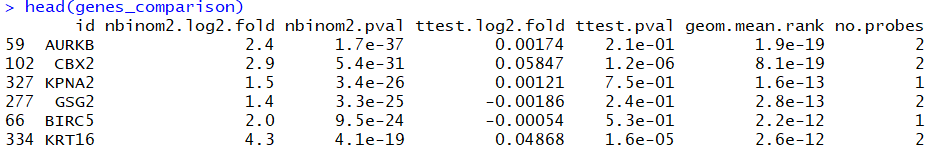 > head(genes_comparison)
id nbinom2.log2.fold nbinom2.pval ttest.log2.fold ttest.pval geom.mean.rank no.probes
59 AURKB 2.4 1.7e-37 0.00174 2.1e-01 1.9e-19 2
102 CBX2 2.9 5.4e-31 0.05847 1.2e-06 8.1e-19 2
327 KPNA2 1.5 3.4e-26 0.00121 7.5e-01 1.6e-13 1
277 GSG2 1.4 3.3e-25 -0.00186 2.4e-01 2.8e-13 2
66 BIRC5 2.0 9.5e-24 -0.00054 5.3e-01 2.2e-12 1
334 KRT16 4.3 4.1e-19 0.04868 1.6e-05 2.6e-12 2